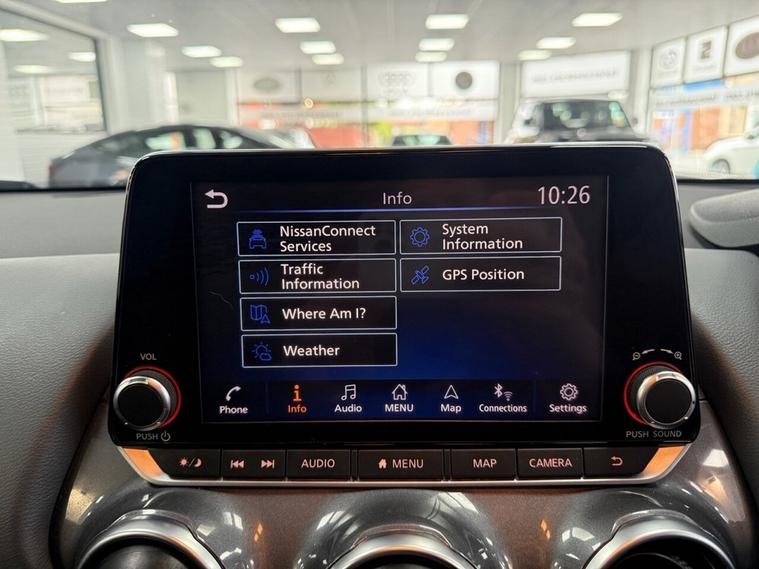 Info
10:26
NissanConnect
Services
System
Information
Traffic
Information
GPS Position
Where Am I?
Weather
Phone
Info
Audio
MENU
Map
Connections
Settings
VOL
PUSH
PUSH SOUND
AUDIO
MENU
MAP
CAMERA